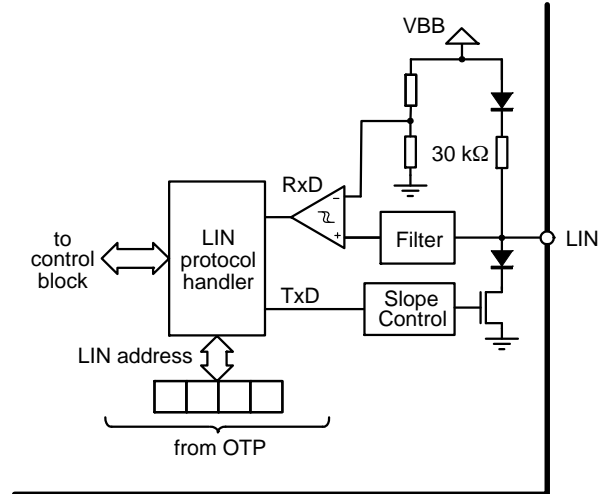 VBB
30 kΩ
RxD
−
+
to
control
block
LIN
protocol
handler
Filter
LIN
TxD
Slope
Control
LIN address
from OTP